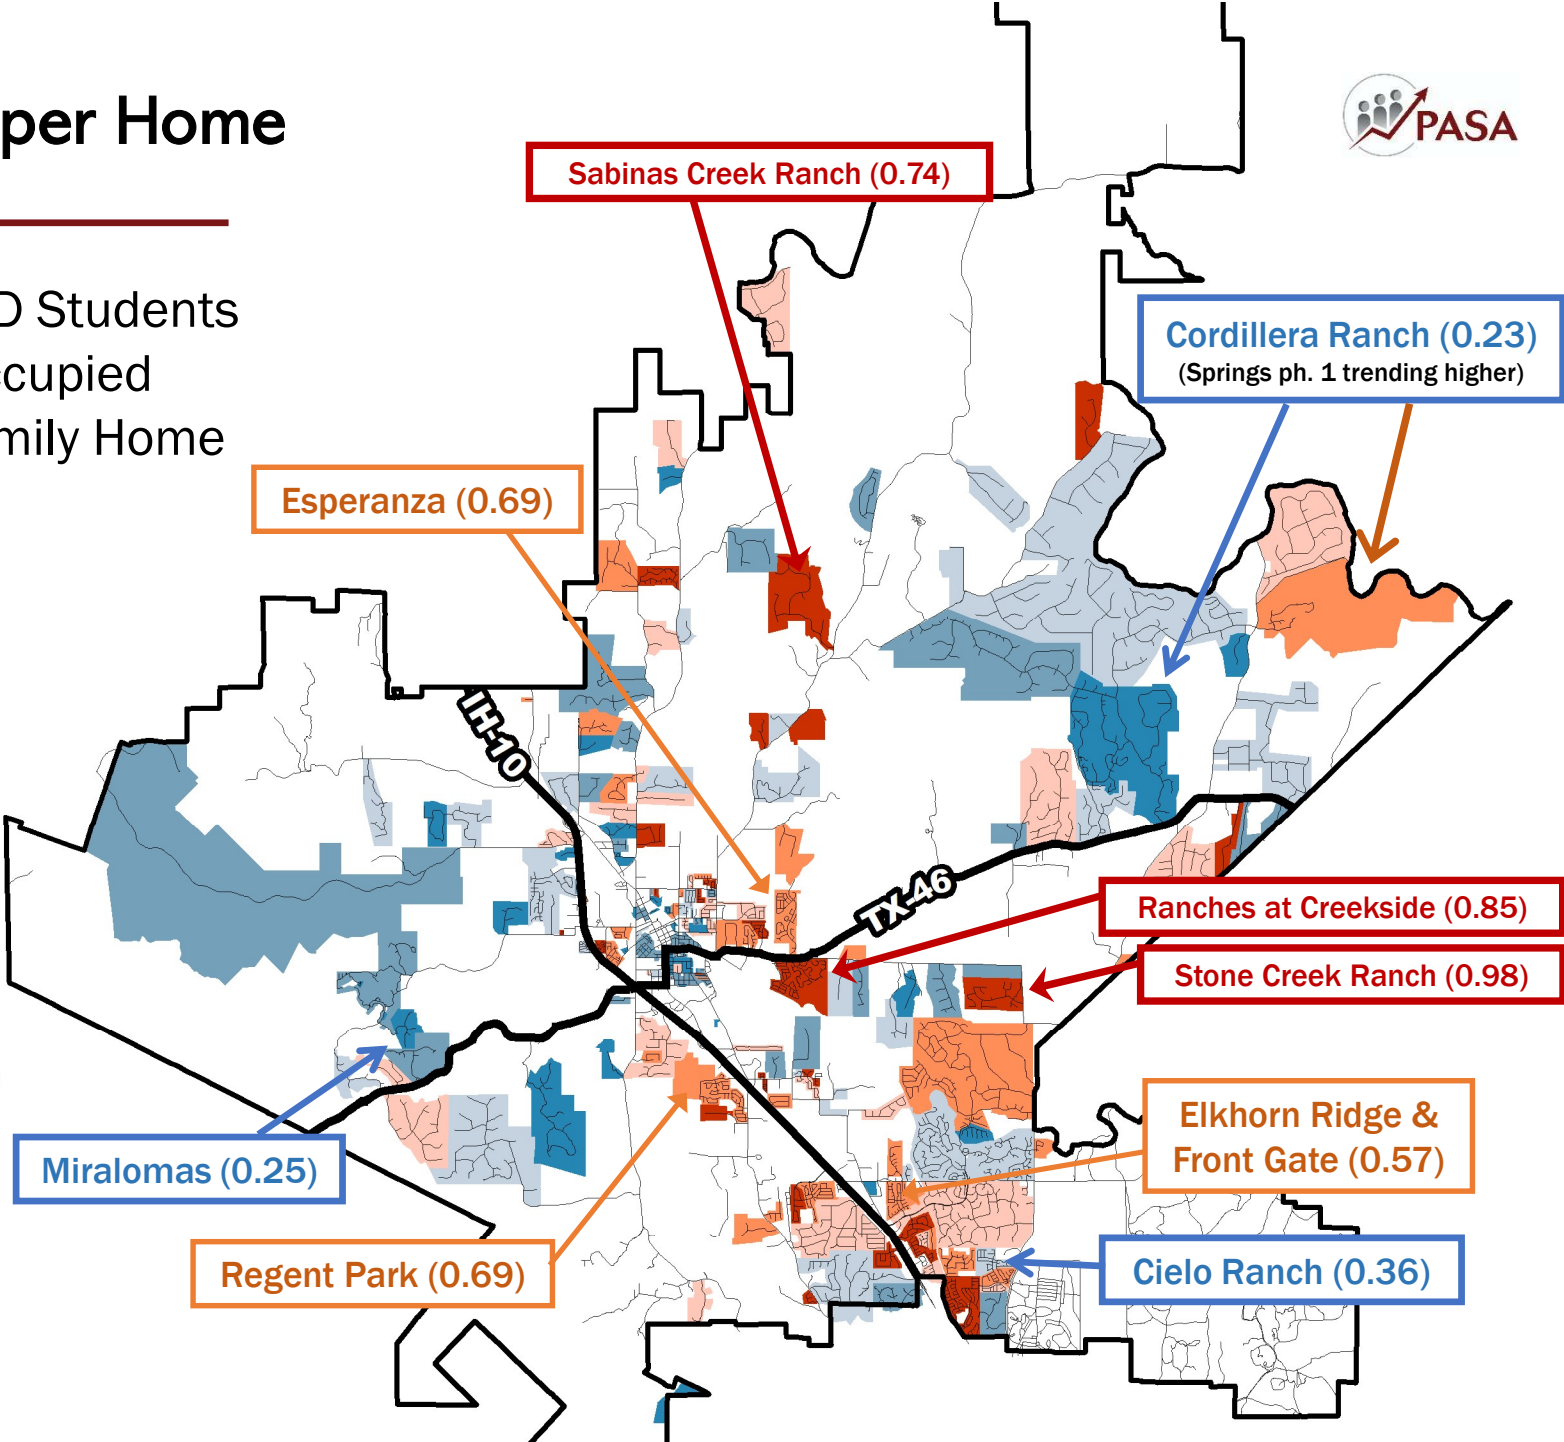 per Home
PASA
Sabinas Creek Ranch (0.74)
D Students
ccupied
mily Home
Cordillera Ranch (0.23)
(Springs ph. 1 trending higher)
Esperanza (0.69)
IH-10
TX-46
Ranches at Creekside (0.85)
Stone Creek Ranch (0.98)
Elkhorn Ridge &
Front Gate (0.57)
Miralomas (0.25)
Regent Park (0.69)
Cielo Ranch (0.36)